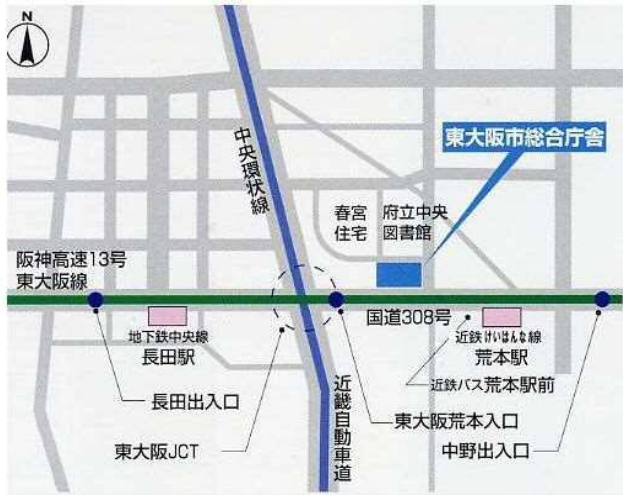 N
東大阪市総合庁舎
中央環状線
春宮
住宅
府立中央
図書館
阪神高速13号
東大阪線
国道308号
地下鉄中央線
長田駅
近鉄けいはんな線
荒本駅
近鉄バス荒本駅前
長田出入口
東大阪JCT
近畿自動車道
東大阪荒本入口
中野出入口